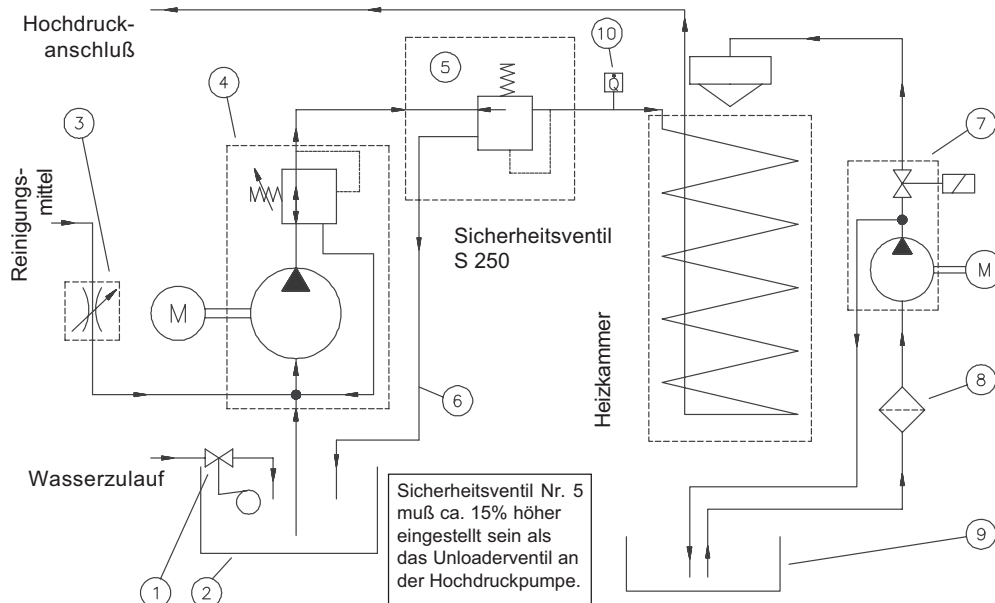 Hochdruck-
anschluß
10
5
4
3
7
Q
Reinigungs-
mittel
Sicherheitsventil
S 250
M
M
Heizkammer
6
8
Wasserzulauf
Sicherheitsventil Nr. 5
muß ca. 15% höher
eingestellt sein als
das Unloaderventil an
der Hochdruckpumpe.
9
1
2